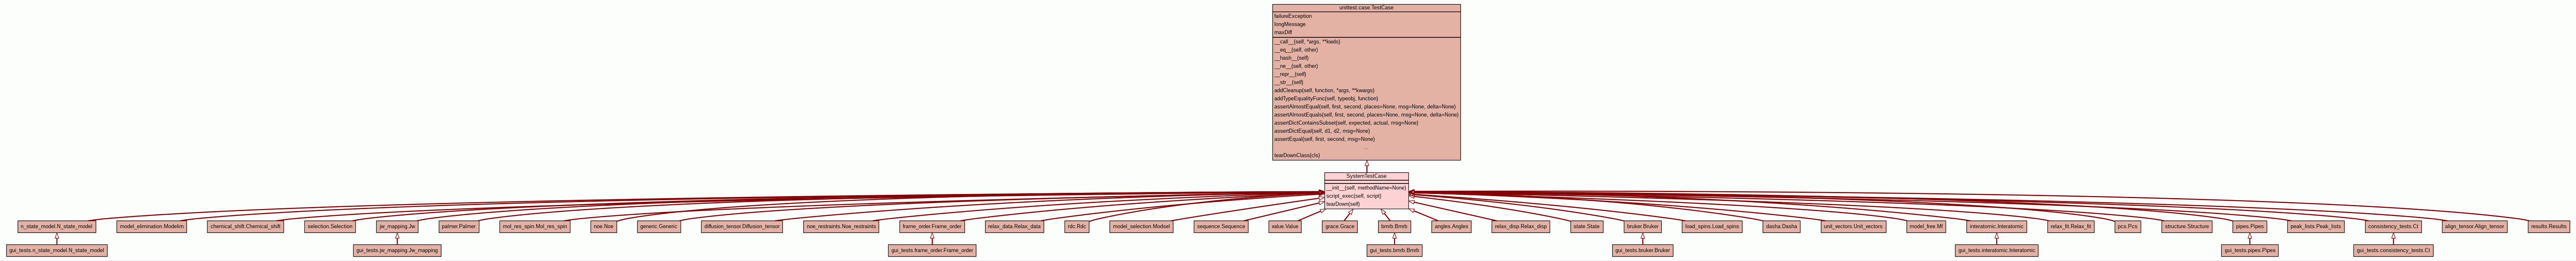 unittest.case.TestCase
failureException
longMessage
maxDiff
__call__(self, *args, **kwds)
__eq__(self, other)
__hash__(self)
__ne__(self, other)
__repr__(self)
__str__(self)
addCleanup(self, function, *args, **kwargs)
addTypeEqualityFunc(self, typeobj, function)
assertAlmostEqual(self, first, second, places=None, msg=None, delta=None)
assertAlmostEquals(self, first, second, places=None, msg=None, delta=None)
assertDictContainsSubset(self, expected, actual, msg=None)
assertDictEqual(self, d1, d2, msg=None)
assertEqual(self, first, second, msg=None)
...
tearDownClass(cls)
SystemTestCase
__init__(self, methodName=None)
script_exec(self, script)
tearDown(self)
n_state_model.N_state_model
model_elimination.Modelim
chemical_shift.Chemical_shift
selection.Selection
jw_mapping.Jw
palmer.Palmer
mol_res_spin.Mol_res_spin
noe.Noe
generic.Generic
diffusion_tensor.Diffusion_tensor
noe_restraints.Noe_restraints
frame_order.Frame_order
relax_data.Relax_data
rdc.Rdc
model_selection.Modsel
sequence.Sequence
value.Value
grace.Grace
bmrb.Bmrb
angles.Angles
relax_disp.Relax_disp
state.State
bruker.Bruker
load_spins.Load_spins
dasha.Dasha
unit_vectors.Unit_vectors
model_free.Mf
interatomic.Interatomic
relax_fit.Relax_fit
pcs.Pcs
structure.Structure
pipes.Pipes
peak_lists.Peak_lists
consistency_tests.Ct
align_tensor.Align_tensor
results.Results
gui_tests.n_state_model.N_state_model
gui_tests.jw_mapping.Jw_mapping
gui_tests.frame_order.Frame_order
gui_tests.bmrb.Bmrb
gui_tests.bruker.Bruker
gui_tests.interatomic.Interatomic
gui_tests.pipes.Pipes
gui_tests.consistency_tests.Ct